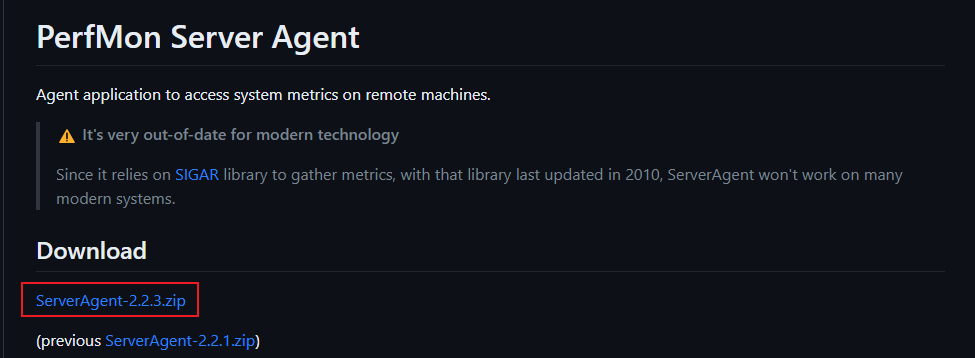 PerfMon Server Agent
Agent application to access system metrics on remote machines.
⚠ It's very out-of-date for modern technology
Since it relies on SIGAR library to gather metrics, with that library last updated in 2010, ServerAgent won't work on many
modern systems.
Download
ServerAgent-2.2.3.zip
(previous ServerAgent-2.2.1.zip)